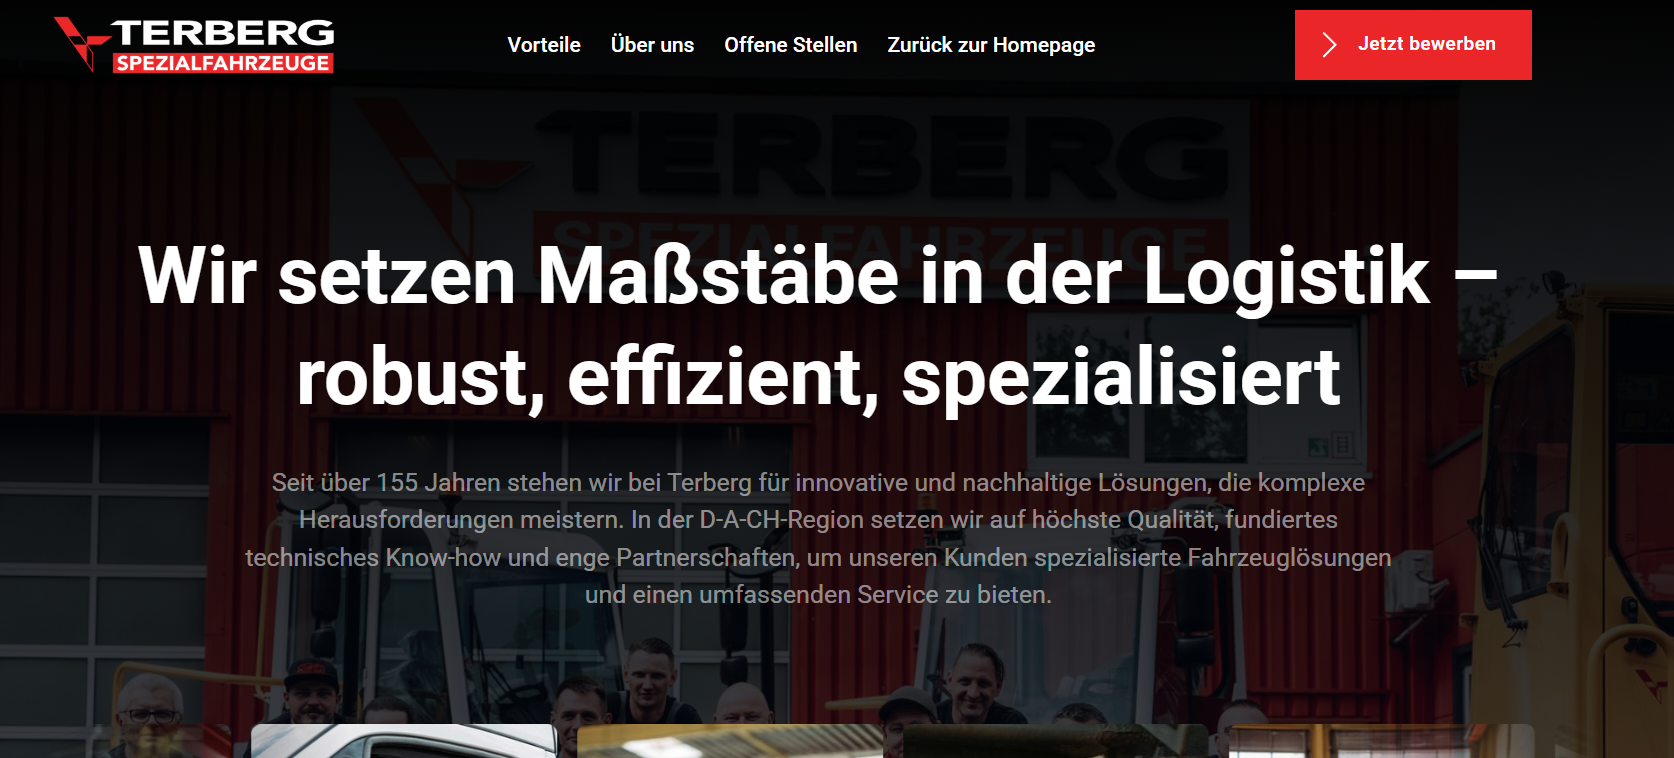 TERBERG
SPEZIALFAHRZEUGE
Vorteile Über uns Offene Stellen Zurück zur Homepage
Jetzt bewerben
TERBERG
SPEZIALFAHRZEUGE
Wir setzen Maßstäbe in der Logistik –
robust, effizient, spezialisiert
Seit über 155 Jahren stehen wir bei Terberg für innovative und nachhaltige Lösungen, die komplexe
Herausforderungen meistern. In der D-A-CH-Region setzen wir auf höchste Qualität, fundiertes
technisches Know-how und enge Partnerschaften, um unseren Kunden spezialisierte Fahrzeuglösungen
und einen umfassenden Service zu bieten.